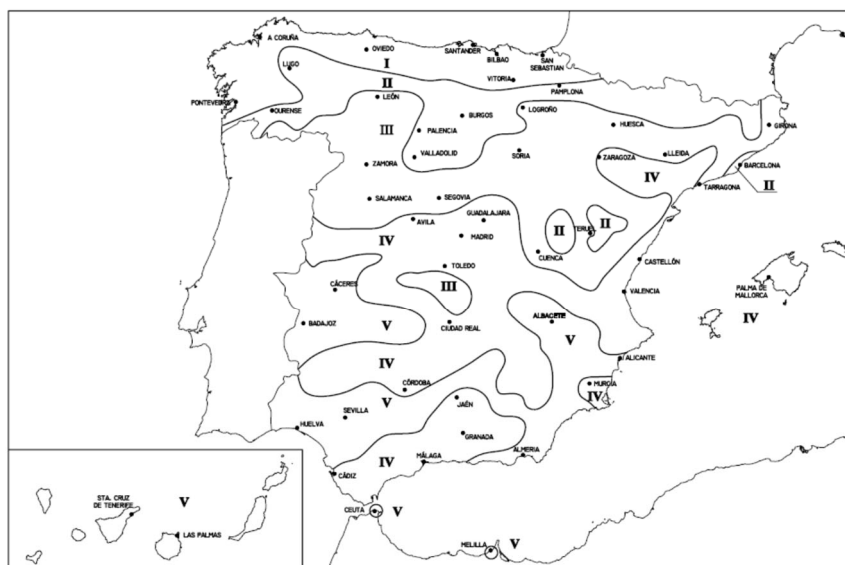 A CORUÑA
OVIEDO
SANTANDER
BILBAO
SAN
SEBASTIAN
LUGO
I
VITORIA
PAMPLONA
II
LEÓN
PONTEVEDRA
OURENSE
BURGOS
LOGROÑO
HUESCA
GIRONA
III
PALENCIA
VALLADOLID
SORIA
ZARAGOZA
LLEIDA
BARCELONA
ZAMORA
IV
TARRAGONA
II
SALAMANCA
SEGOVIA
AVILA
GUADALAJARA
II
II
TERUEL
IV
MADRID
CUENCA
CASTELLÓN
TOLEDO
CÁCERES
III
VALENCIA
PALMA DE
MALLORCA
IV
BADAJOZ
V
CIUDAD REAL
ALBACETE
V
ALICANTE
IV
CÓRDOBA
MURCIA
IV
V
JAÉN
SEVILLA
HUELVA
GRANADA
ALMERIA
MÁLAGA
IV
CÁDIZ
STA. CRUZ
DE TENERIFE
V
LAS PALMAS
CEUTA
V
MELILLA
V